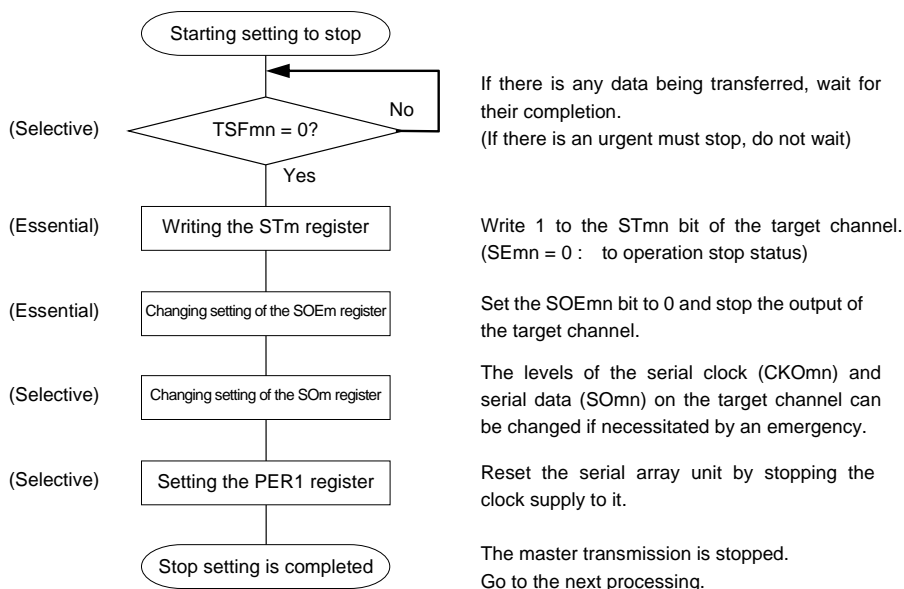 Starting setting to stop
If there is any data being transferred, wait for
their completion.
(If there is an urgent must stop, do not wait)
(Selective)
TSFmn = 0?
No
Yes
(Essential)
Writing the STm register
Write 1 to the STmn bit of the target channel.
(SEmn = 0 : to operation stop status)
(Essential)
Changing setting of the SOEm register
Set the SOEmn bit to 0 and stop the output of
the target channel.
(Selective)
Changing setting of the SOm register
The levels of the serial clock (CKOmn) and
serial data (SOmn) on the target channel can
be changed if necessitated by an emergency.
(Selective)
Setting the PER1 register
Reset the serial array unit by stopping the
clock supply to it.
Stop setting is completed
The master transmission is stopped.
Go to the next processing.